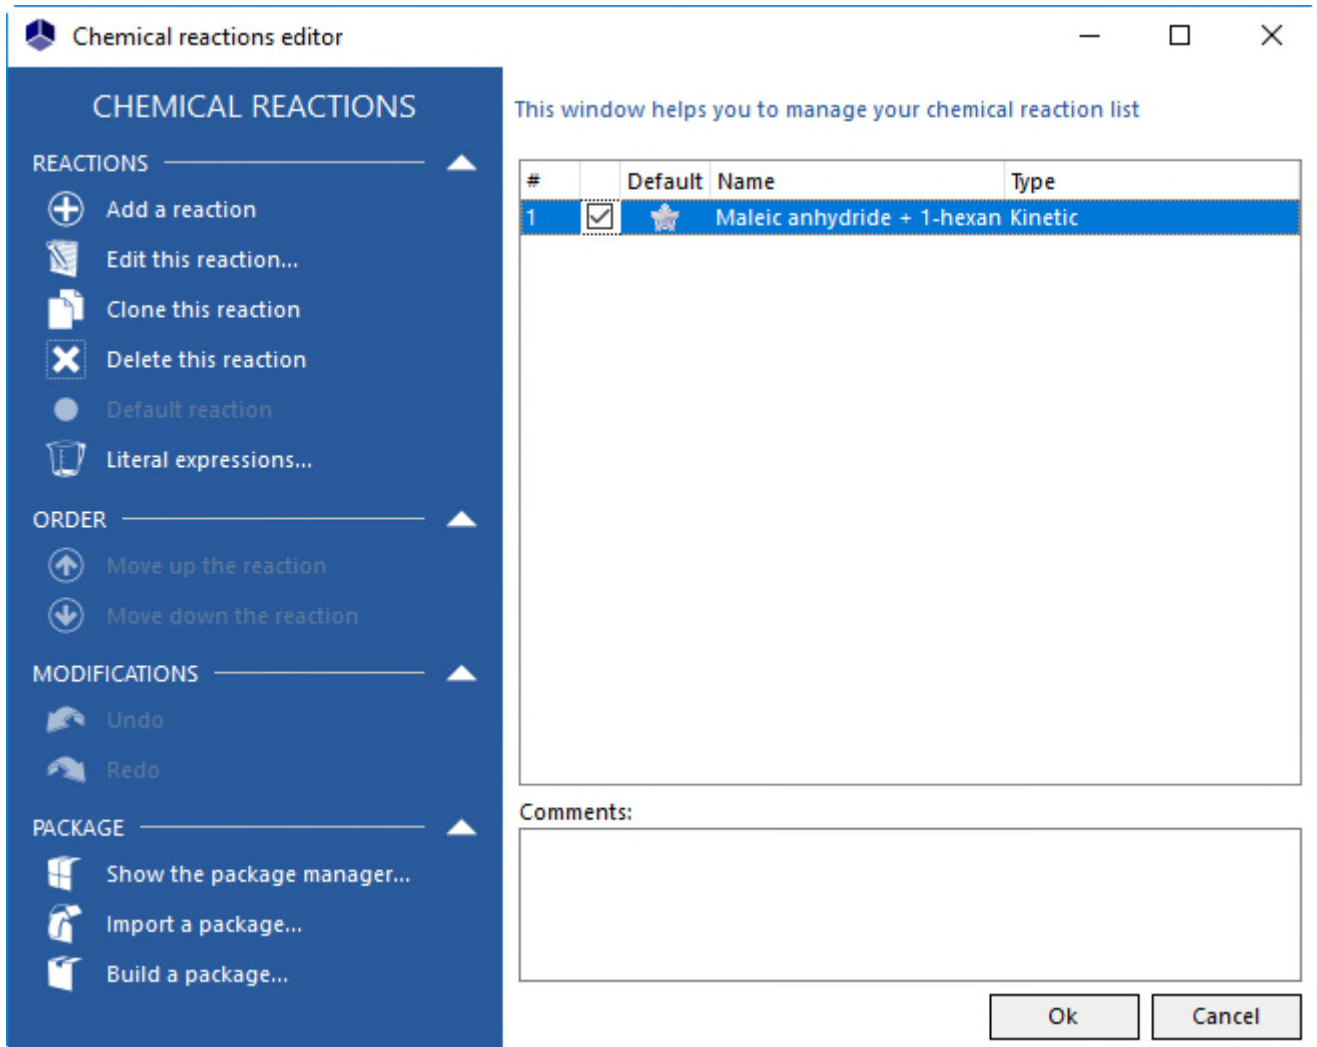 Chemical reactions editor
CHEMICAL REACTIONS
REACTIONS
Add a reaction
Edit this reaction...
Clone this reaction
Delete this reaction
Default reaction
Literal expressions...
ORDER
Move up the reaction
Move down the reaction
MODIFICATIONS
Undo
Redo
PACKAGE
Show the package manager...
Import a package...
Build a package...
This window helps you to manage your chemical reaction list
# Default Name Type
1 Maleic anhydride + 1-hexan Kinetic
Comments:
Ok Cancel